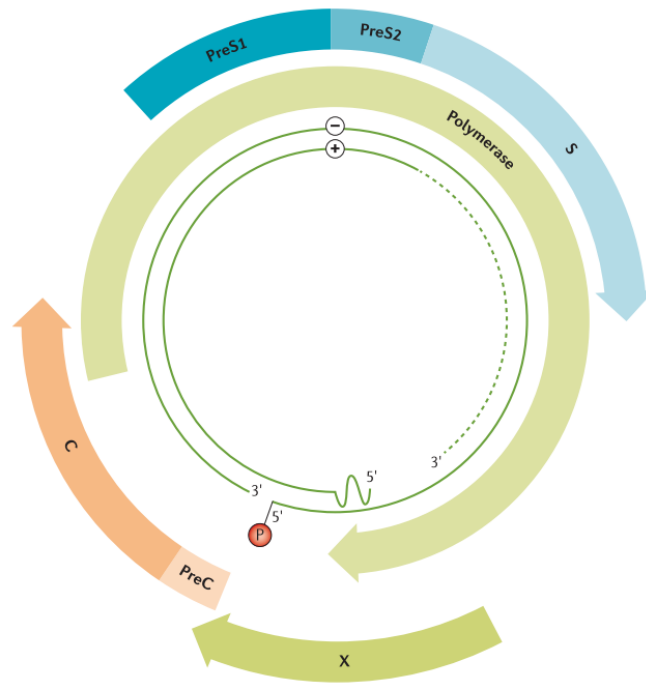 PreS1
PreS2
S
Polymerase
−
+
C
3'
5'
3'
5'
P
PreC
X